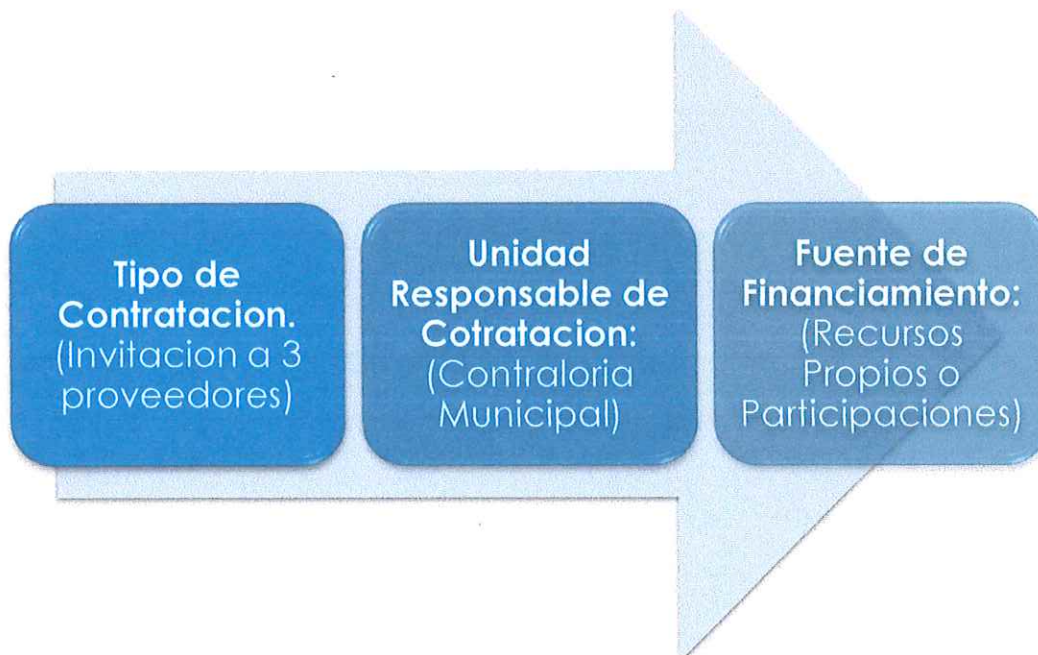 Tipo de
Contratacion.
(Invitacion a 3
proveedores)
Unidad
Responsable de
Cotratacion:
(Contraloria
Municipal)
Fuente de
Financiamiento:
(Recursos
Propios o
Participaciones)